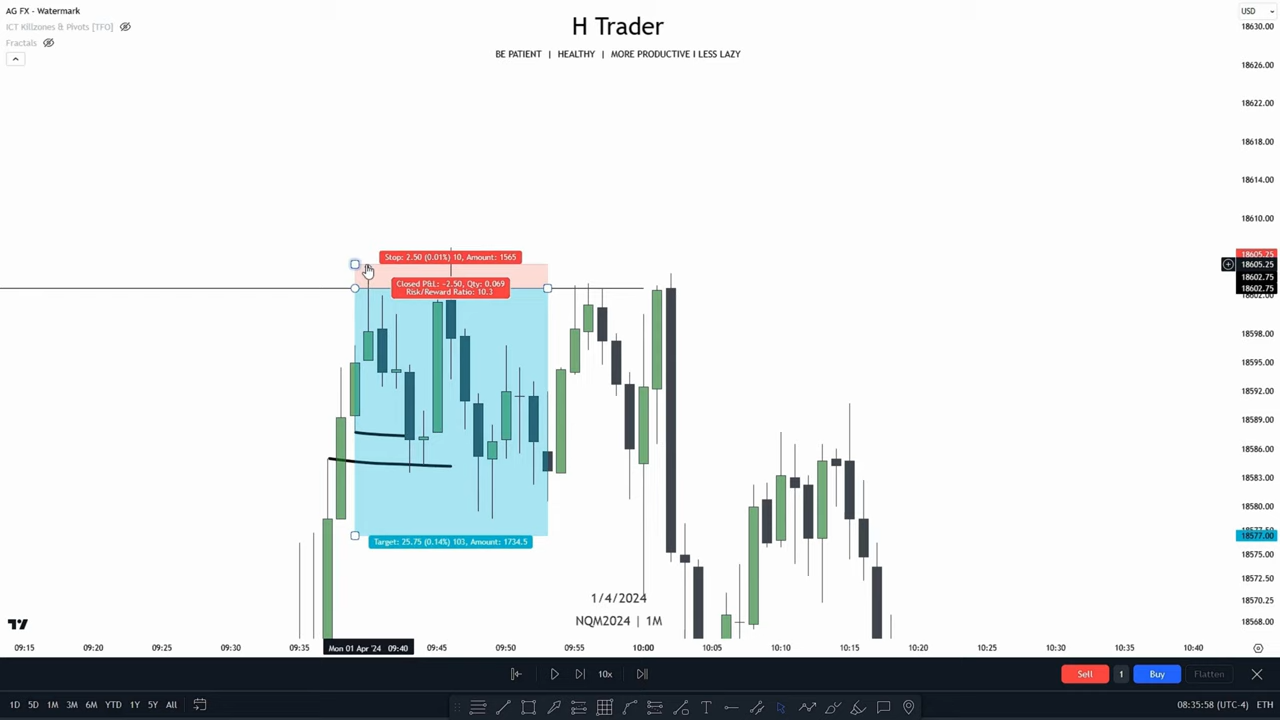 AG FX - Watermark
ICT Killzones & Pivots [TFO]
Fractals
H Trader
BE PATIENT | HEALTHY | MORE PRODUCTIVE I LESS LAZY
USD
18630.00
18626.00
18622.00
18618.00
18614.00
18610.00
18605.25
18605.25
18602.75
18602.75
18598.00
18595.00
18592.00
18589.00
18586.00
18583.00
18580.00
18577.00
18575.00
18572.50
18570.25
18568.00
Stop: 2.50 (0.01%) 10, Amount: 1565
Closed P&L: -2.50, Qty: 0.069
Risk/Reward Ratio: 10.3
Target: 25.75 (0.14%) 103, Amount: 1734.5
1/4/2024
NQM2024 | 1M
09:15 09:20 09:25 09:30 09:35 Mon 01 Apr '24 09:40 09:45 09:50 09:55 10:00 10:05 10:10 10:15 10:20 10:25 10:30 10:35 10:40
10x
Sell 1 Buy Flatten
1D 5D 1M 3M 6M YTD 1Y 5Y All
08:35:58 (UTC-4) ETH